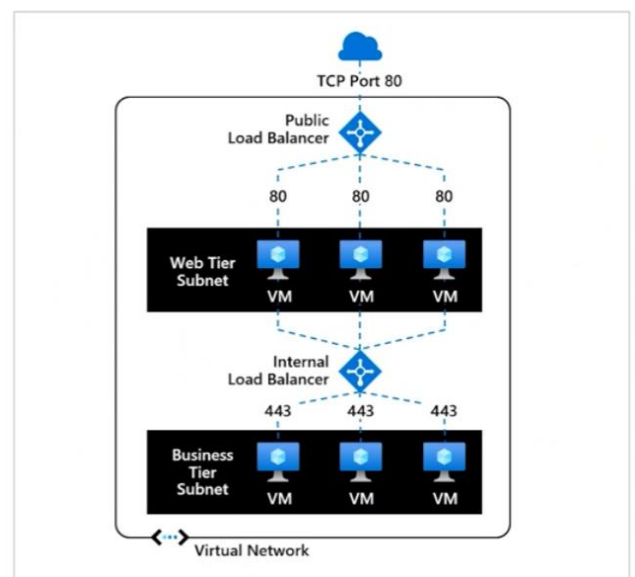 TCP Port 80
Public
Load Balancer
80 80 80
Web Tier
Subnet
VM VM VM
Internal
Load Balancer
443 443 443
Business
Tier
Subnet
VM VM VM
Virtual Network